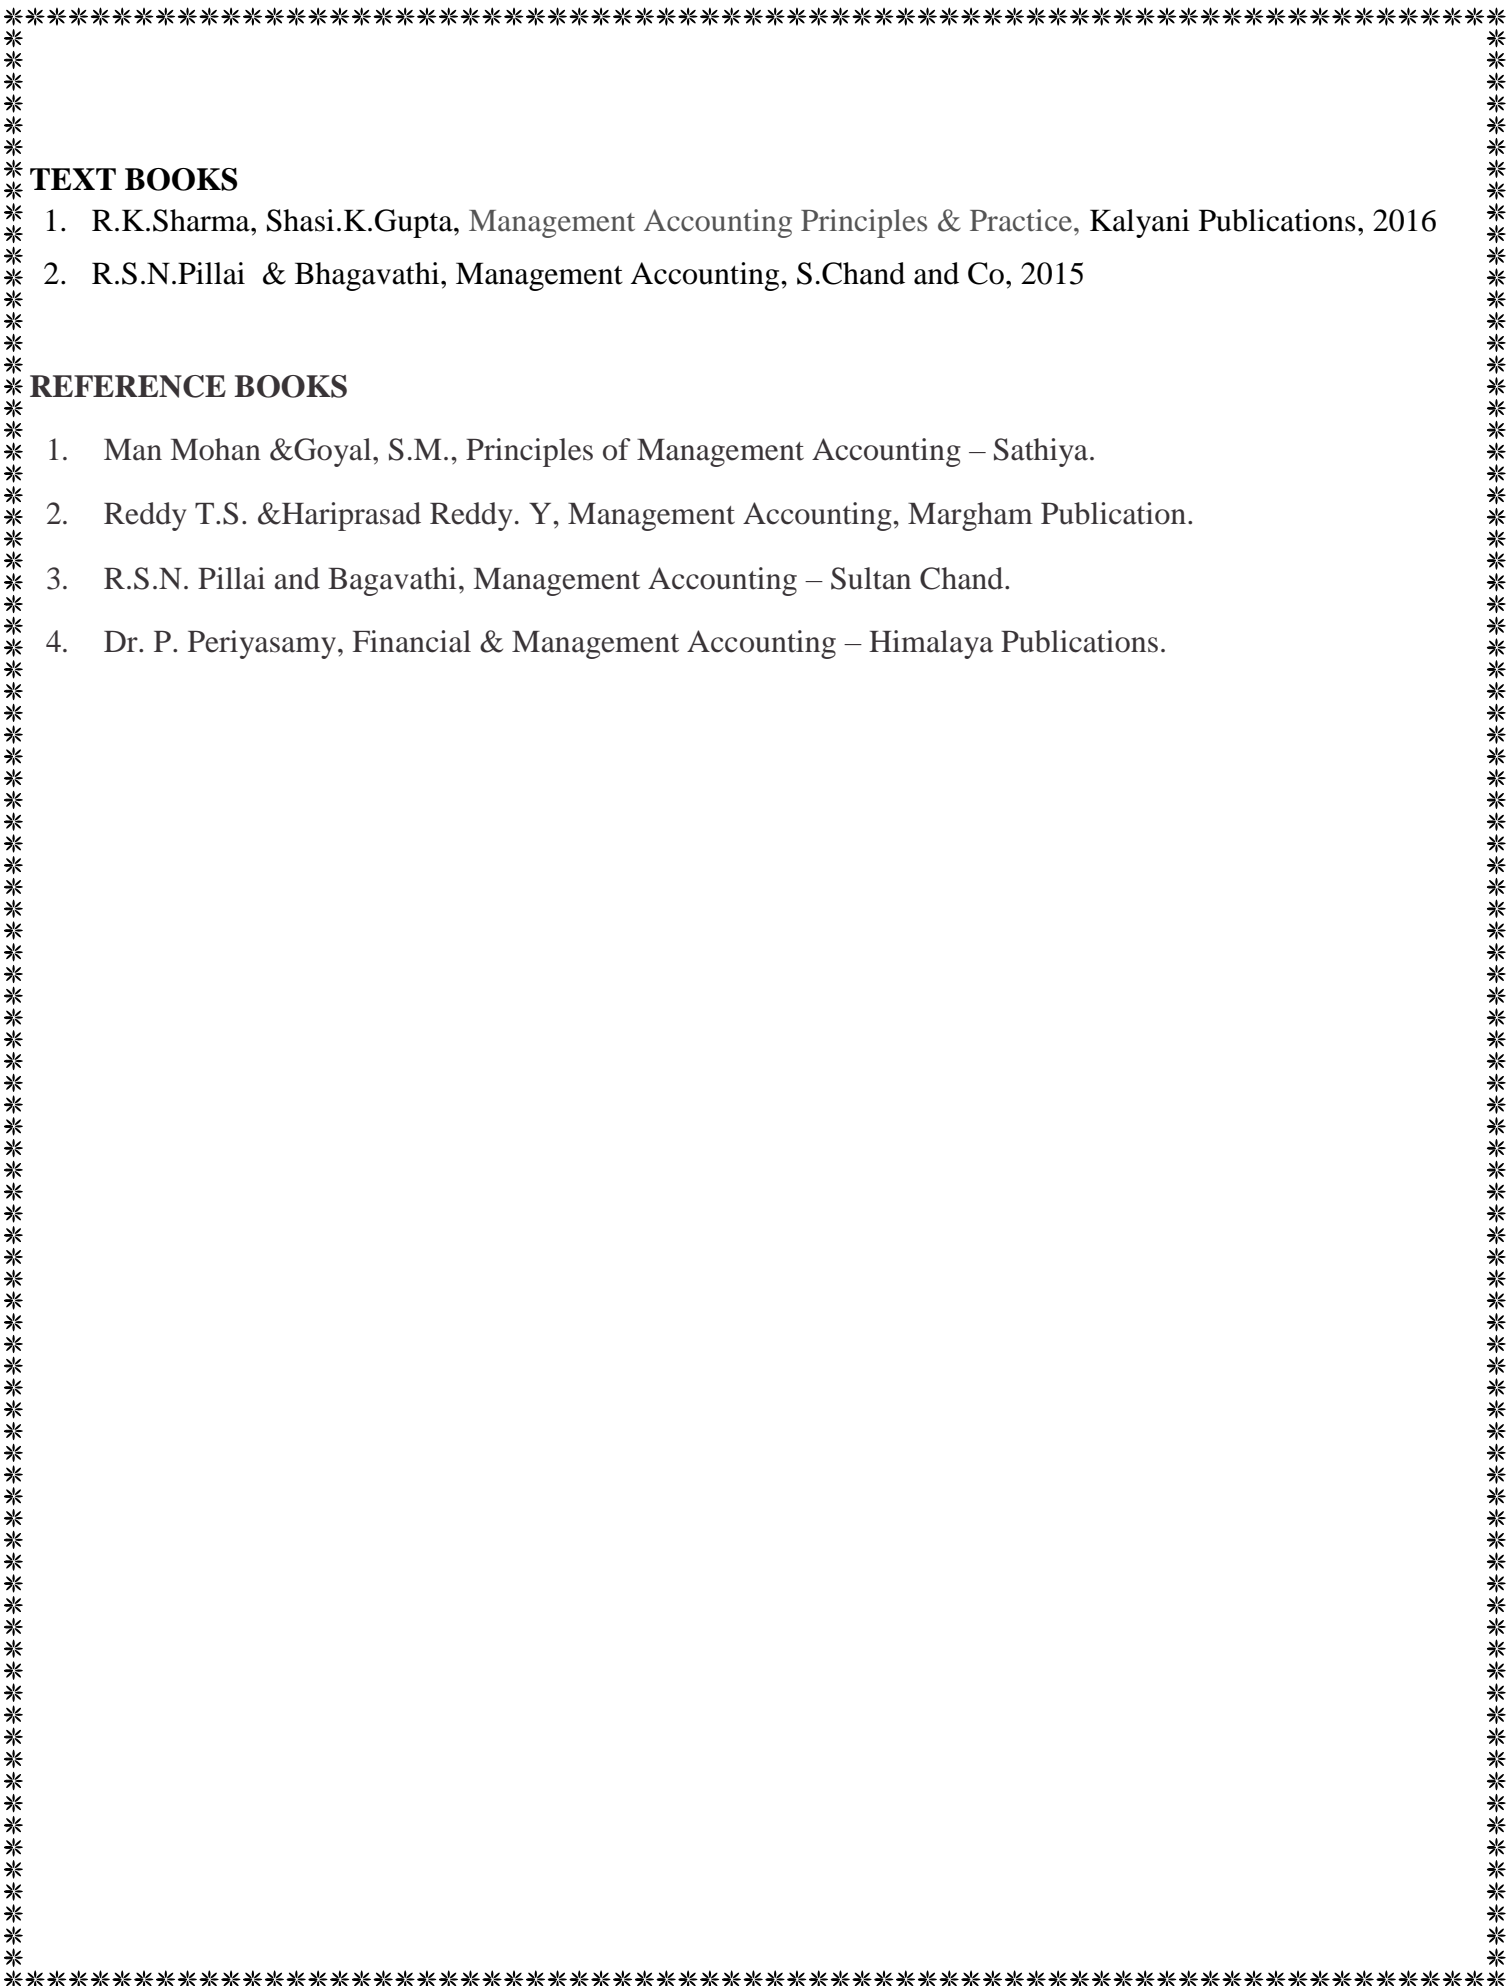 TEXT BOOKS
1. R.K.Sharma, Shasi.K.Gupta, Management Accounting Principles & Practice, Kalyani Publications, 2016
2. R.S.N.Pillai & Bhagavathi, Management Accounting, S.Chand and Co, 2015
REFERENCE BOOKS
1. Man Mohan &Goyal, S.M., Principles of Management Accounting – Sathiya.
2. Reddy T.S. &Hariprasad Reddy. Y, Management Accounting, Margham Publication.
3. R.S.N. Pillai and Bagavathi, Management Accounting – Sultan Chand.
4. Dr. P. Periyasamy, Financial & Management Accounting – Himalaya Publications.